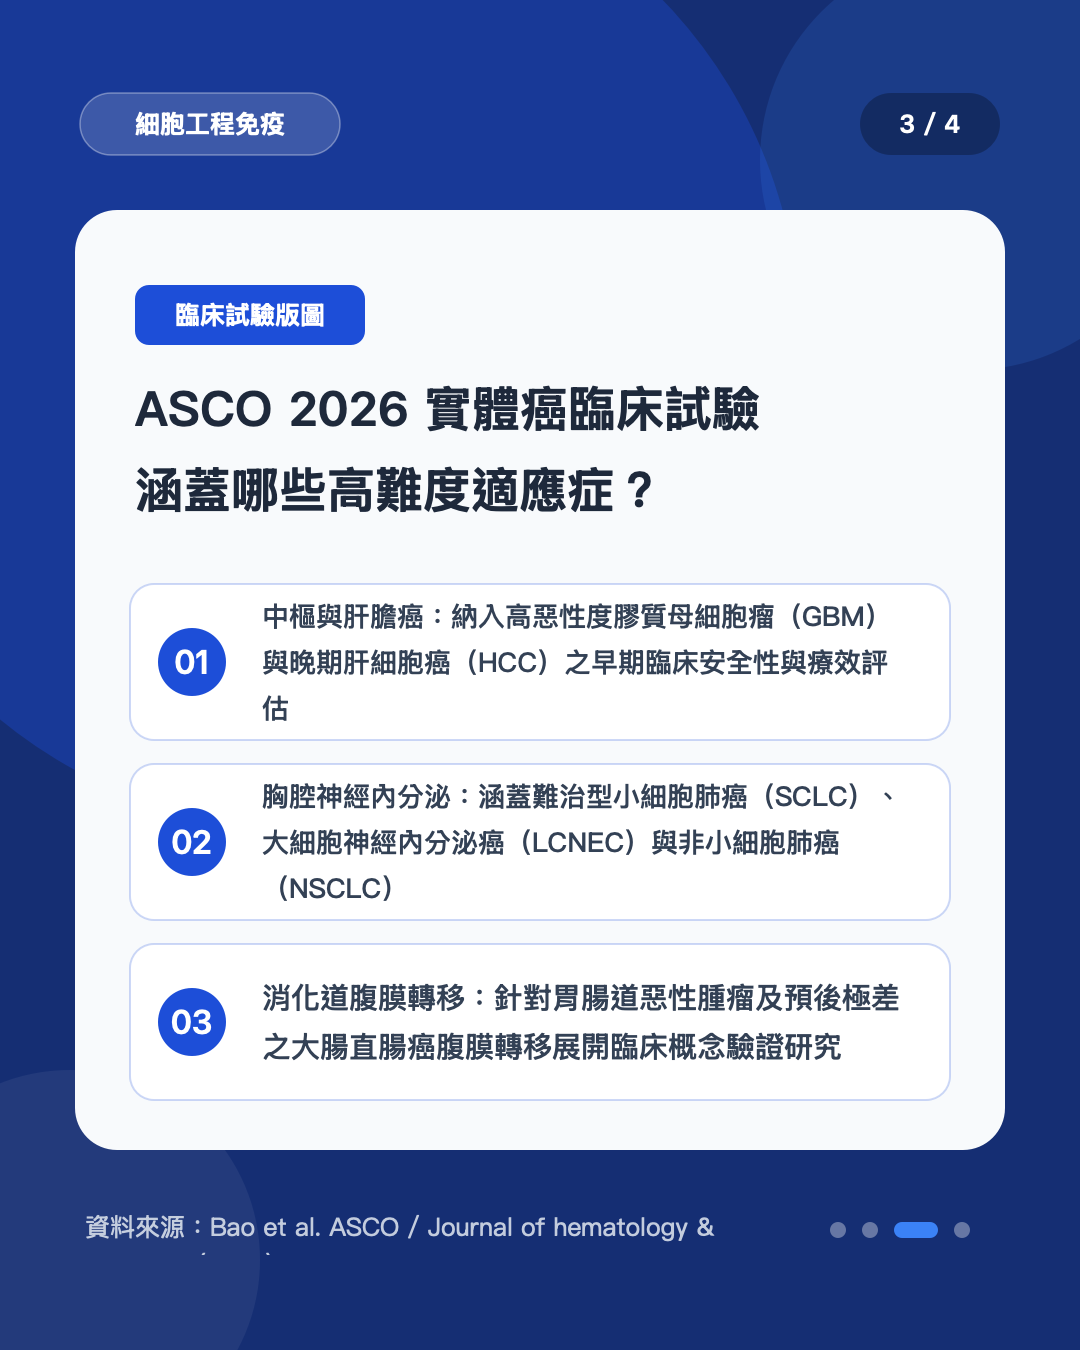 細胞工程免疫
3 / 4
臨床試驗版圖
ASCO 2026 實體癌臨床試驗
涵蓋哪些高難度適應症？
01
中樞與肝膽癌：納入高惡性度膠質母細胞瘤（GBM）
與晚期肝細胞癌（HCC）之早期臨床安全性與療效評
估
02
胸腔神經內分泌：涵蓋難治型小細胞肺癌（SCLC）、
大細胞神經內分泌癌（LCNEC）與非小細胞肺癌
（NSCLC）
03
消化道腹膜轉移：針對胃腸道惡性腫瘤及預後極差
之大腸直腸癌腹膜轉移展開臨床概念驗證研究
資料來源：Bao et al. ASCO / Journal of hematology &